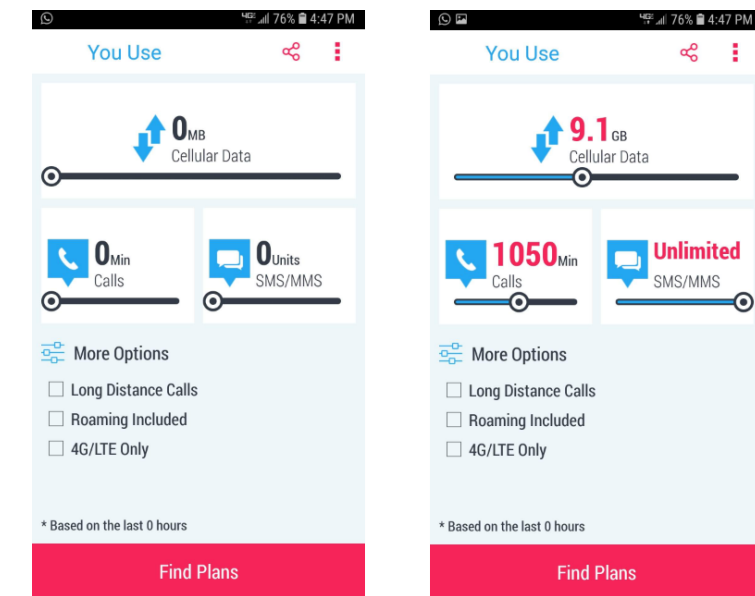 76% 4:47 PM
You Use
0MB
Cellular Data
0Min
Calls
0Units
SMS/MMS
More Options
Long Distance Calls
Roaming Included
4G/LTE Only
* Based on the last 0 hours
Find Plans
76% 4:47 PM
You Use
9.1GB
Cellular Data
1050Min
Calls
Unlimited
SMS/MMS
More Options
Long Distance Calls
Roaming Included
4G/LTE Only
* Based on the last 0 hours
Find Plans